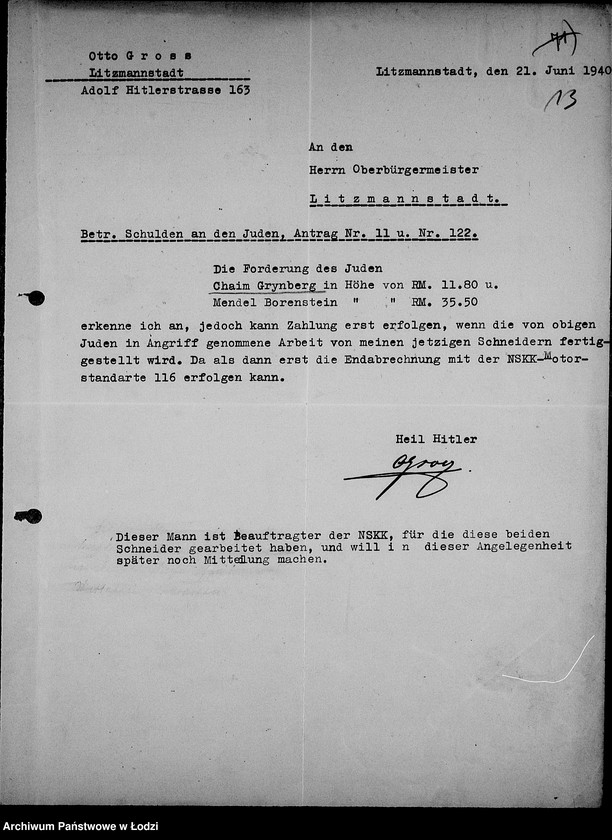 Otto G r o s s
Litzmannstadt
Adolf Hitlerstrasse 163
Litzmannstadt, den 21. Juni 1940
13
An den
Herrn Oberbürgermeister
L i t z m a n n s t a d t.
Betr. Schulden an den Juden, Antrag Nr. 11 u. Nr. 122.
Die Forderung des Juden
Chaim Grynberg in Höhe von RM. 11.80 u.
Mendel Borenstein " " RM. 35.50
erkenne ich an, jedoch kann Zahlung erst erfolgen, wenn die von obigen
Juden in Angriff genommene Arbeit von meinen jetzigen Schneidern fertig-
gestellt wird. Da als dann erst die Endabrechnung mit der NSKK-Motor-
standarte 116 erfolgen kann.
Heil Hitler
Dieser Mann ist Beauftragter der NSKK, für die diese beiden
Schneider gearbeitet haben, und will i n dieser Angelegenheit
später noch Mitteilung machen.
Archiwum Państwowe w Łodzi